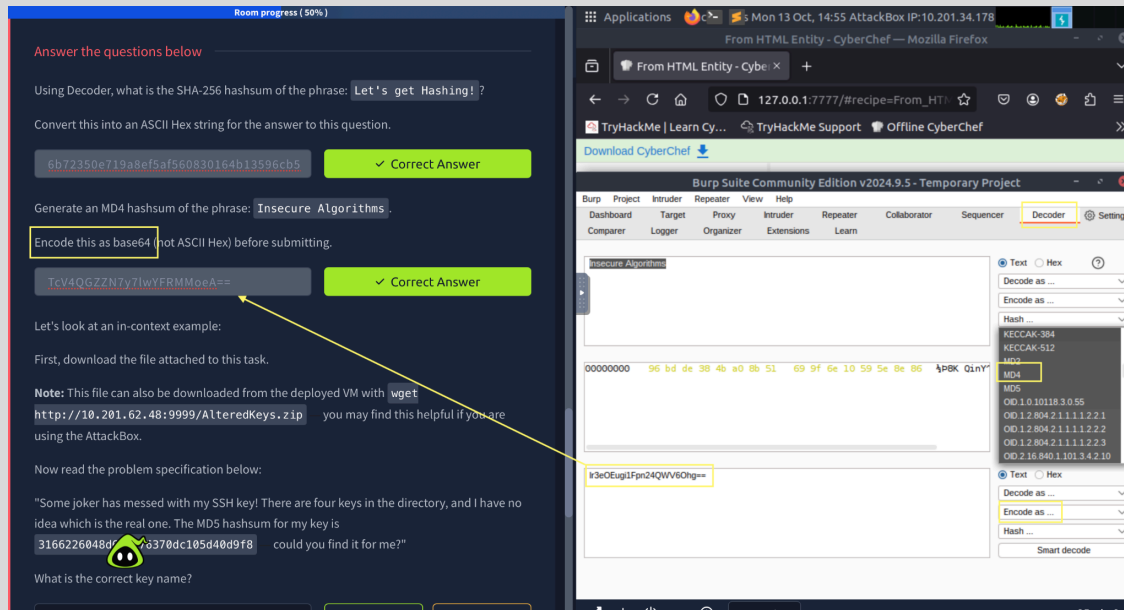 Room progress ( 50% )
Answer the questions below
Using Decoder, what is the SHA-256 hashsum of the phrase: Let's get Hashing! ?
Convert this into an ASCII Hex string for the answer to this question.
6b72350e719a8ef5af560830164b13596cb5
✓ Correct Answer
Generate an MD4 hashsum of the phrase: Insecure Algorithms .
Encode this as base64 (not ASCII Hex) before submitting.
TcV4QGZZN7y7lwYFRMMoeA==
✓ Correct Answer
Let's look at an in-context example:
First, download the file attached to this task.
Note: This file can also be downloaded from the deployed VM with wget
http://10.201.62.48:9999/AlteredKeys.zip you may find this helpful if you are
using the AttackBox.
Now read the problem specification below:
"Some joker has messed with my SSH key! There are four keys in the directory, and I have no
idea which is the real one. The MD5 hashsum for my key is
could you find it for me?"
What is the correct key name?
Applications
Mon 13 Oct, 14:55 AttackBox IP:10.201.34.178
From HTML Entity - CyberChef — Mozilla Firefox
From HTML Entity - Cybe
127.0.0.1:7777/#recipe=From_HT
TryHackMe | Learn Cy...
TryHackMe Support
Offline CyberChef
Download CyberChef
Burp Suite Community Edition v2024.9.5 - Temporary Project
Burp Project Intruder Repeater View Help
Dashboard Target Proxy Intruder Repeater Collaborator Sequencer Decoder Setting
Comparer Logger Organizer Extensions Learn
Insecure Algorithms
Text Hex
Decode as ...
Encode as ...
Hash ...
KECCAK-384
KECCAK-512
MD2
MD4
MD5
OID.1.0.10118.3.0.55
OID.1.2.804.2.1.1.1.1.2.2.1
OID.1.2.804.2.1.1.1.1.2.2.2
OID.1.2.804.2.1.1.1.1.2.2.3
OID.2.16.840.1.101.3.4.2.10
00000000 96 bd de 38 4b a0 8b 51 69 9f 6e 10 59 5e 8e 86
lr3eOEugi1Fpn24QWV6Ohg==
Text Hex
Decode as ...
Encode as ...
Hash ...
Smart decode